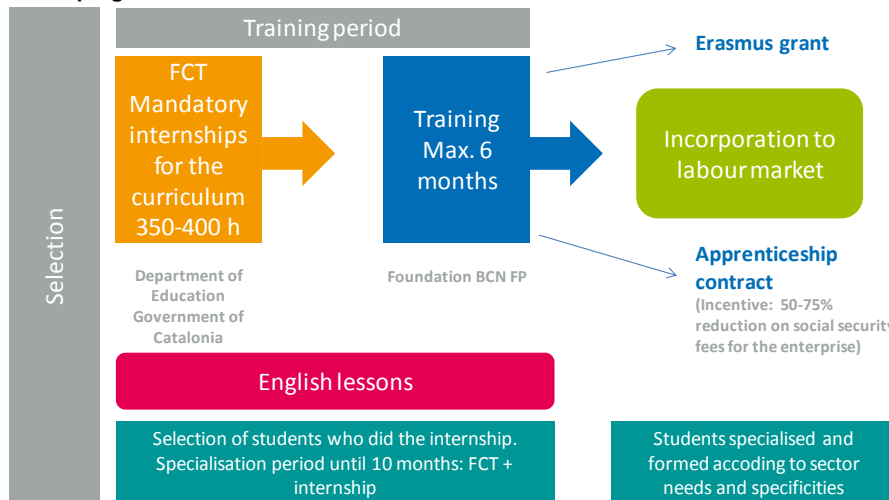 Selection
Training period
FCT
Mandatory
internships
for the
curriculum
350-400 h
Training
Max. 6
months
Erasmus grant
Incorporation to
labour market
Department of
Education
Government of
Catalonia
Foundation BCN FP
Apprenticeship
contract
(Incentive: 50-75%
reduction on social security
fees for the enterprise)
English lessons
Selection of students who did the internship.
Specialisation period until 10 months: FCT +
internship
Students specialised and
formed accoding to sector
needs and specificities